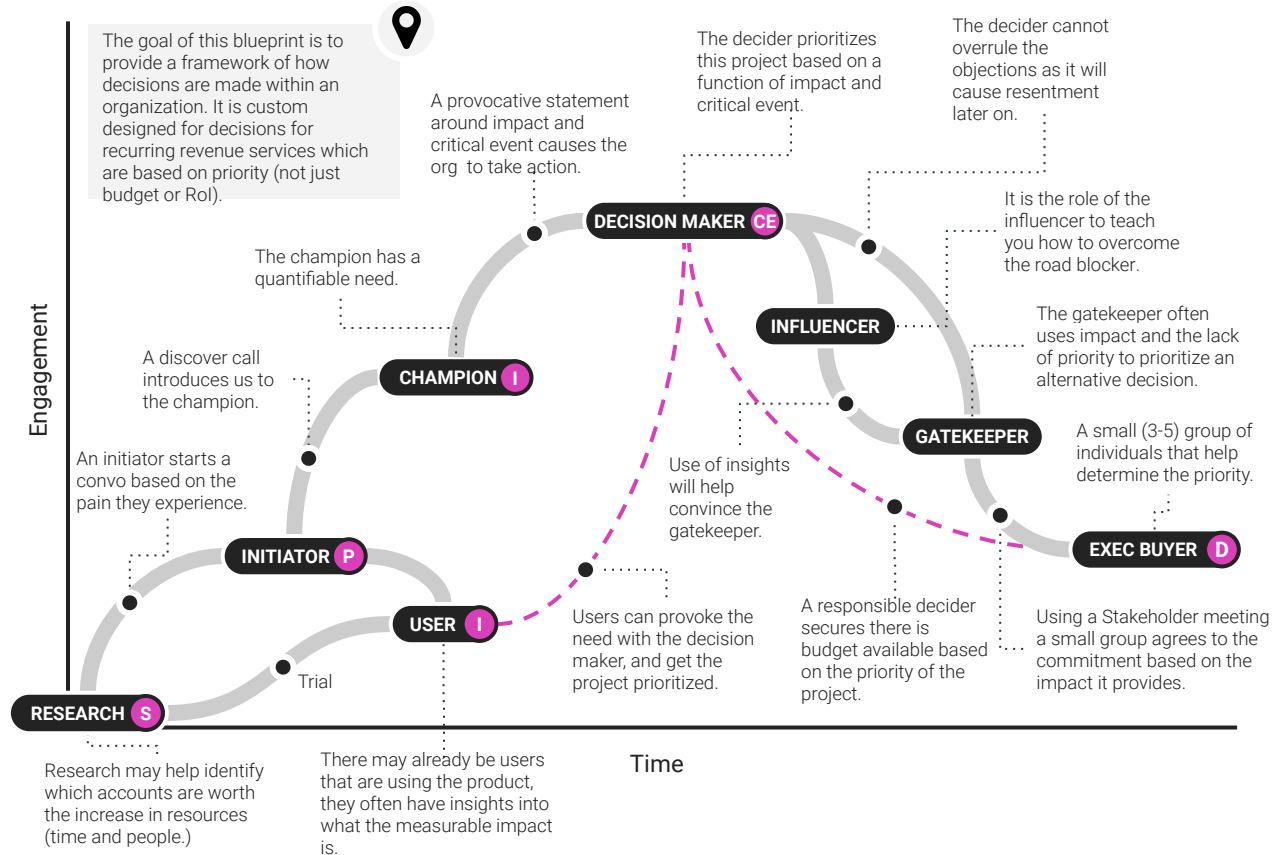 The goal of this blueprint is to
provide a framework of how
decisions are made within an
organization. It is custom
designed for decisions for
recurring revenue services which
are based on priority (not just
budget or RoI).
A provocative statement
around impact and
critical event causes the
org to take action.
The decider prioritizes
this project based on a
function of impact and
critical event.
The decider cannot
overrule the
objections as it will
cause resentment
later on.
DECISION MAKER CE
It is the role of the
influencer to teach
you how to overcome
the road blocker.
The champion has a
quantifiable need.
INFLUENCER
The gatekeeper often
uses impact and the lack
of priority to prioritize an
alternative decision.
Engagement
A discover call
introduces us to
the champion.
CHAMPION I
GATEKEEPER
A small (3-5) group of
individuals that help
determine the priority.
An initiator starts a
convo based on the
pain they experience.
Use of insights
will help
convince the
gatekeeper.
INITIATOR P
EXEC BUYER D
USER I
Users can provoke the
need with the decision
maker, and get the
project prioritized.
A responsible decider
secures there is
budget available based
on the priority of the
project.
Using a Stakeholder meeting
a small group agrees to the
commitment based on the
impact it provides.
Trial
RESEARCH S
Time
Research may help identify
which accounts are worth
the increase in resources
(time and people.)
There may already be users
that are using the product,
they often have insights into
what the measurable impact
is.